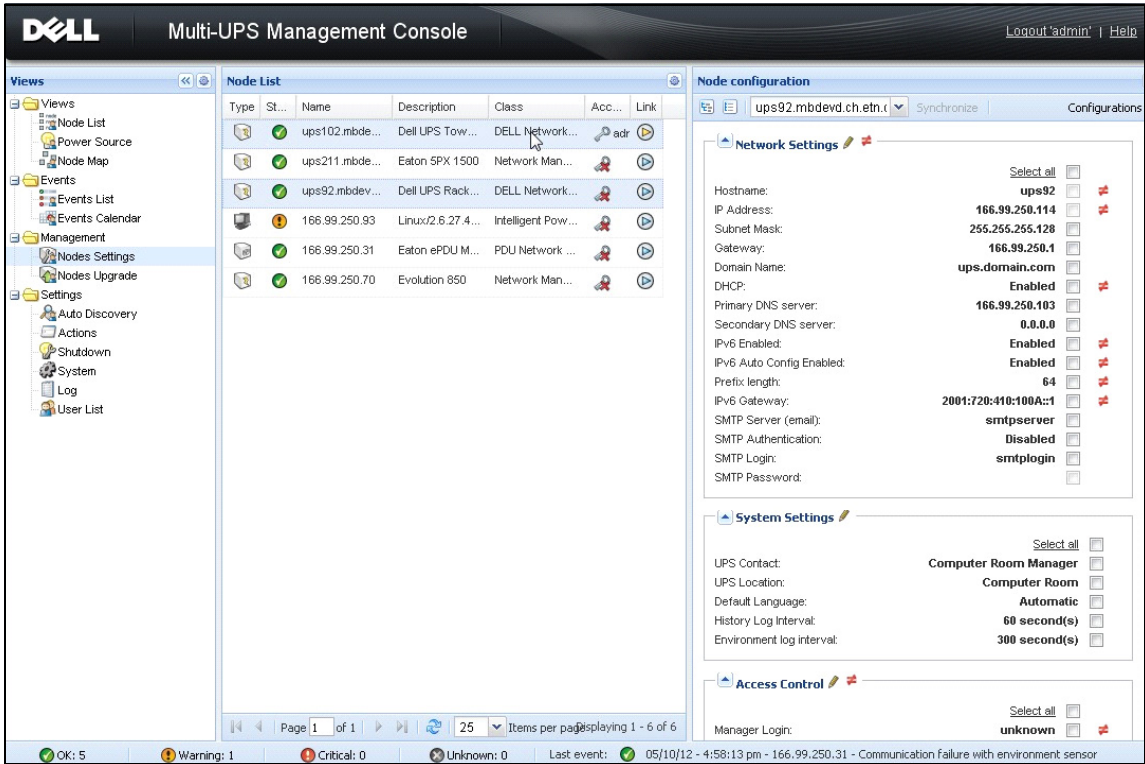 DELL Multi-UPS Management Console Logout 'admin' | Help
Views
Views
Node List
Power Source
Node Map
Events
Events List
Events Calendar
Management
Nodes Settings
Nodes Upgrade
Settings
Auto Discovery
Actions
Shutdown
System
Log
User List
Node List
Type St... Name Description Class Acc... Link
ups102.mbde... Dell UPS Tow... DELL Network... adr
ups211.mbde... Eaton 5PX 1500 Network Man...
ups92.mbdev... Dell UPS Rack... DELL Network...
166.99.250.93 Linux/2.6.27.4... Intelligent Pow...
166.99.250.31 Eaton ePDU M... PDU Network ...
166.99.250.70 Evolution 850 Network Man...
Page 1 of 1 25 Items per page Displaying 1 - 6 of 6
Node configuration
ups92.mbdevd.ch.etn.c Synchronize Configurations
Network Settings
Select all
Hostname: ups92
IP Address: 166.99.250.114
Subnet Mask: 255.255.255.128
Gateway: 166.99.250.1
Domain Name: ups.domain.com
DHCP: Enabled
Primary DNS server: 166.99.250.103
Secondary DNS server: 0.0.0.0
IPv6 Enabled: Enabled
IPv6 Auto Config Enabled: Enabled
Prefix length: 64
IPv6 Gateway: 2001:720:410:100A::1
SMTP Server (email): smtpserver
SMTP Authentication: Disabled
SMTP Login: smtplogin
SMTP Password:
System Settings
Select all
UPS Contact: Computer Room Manager
UPS Location: Computer Room
Default Language: Automatic
History Log Interval: 60 second(s)
Environment log interval: 300 second(s)
Access Control
Select all
Manager Login: unknown
OK: 5 Warning: 1 Critical: 0 Unknown: 0 Last event: 05/10/12 - 4:58:13 pm - 166.99.250.31 - Communication failure with environment sensor